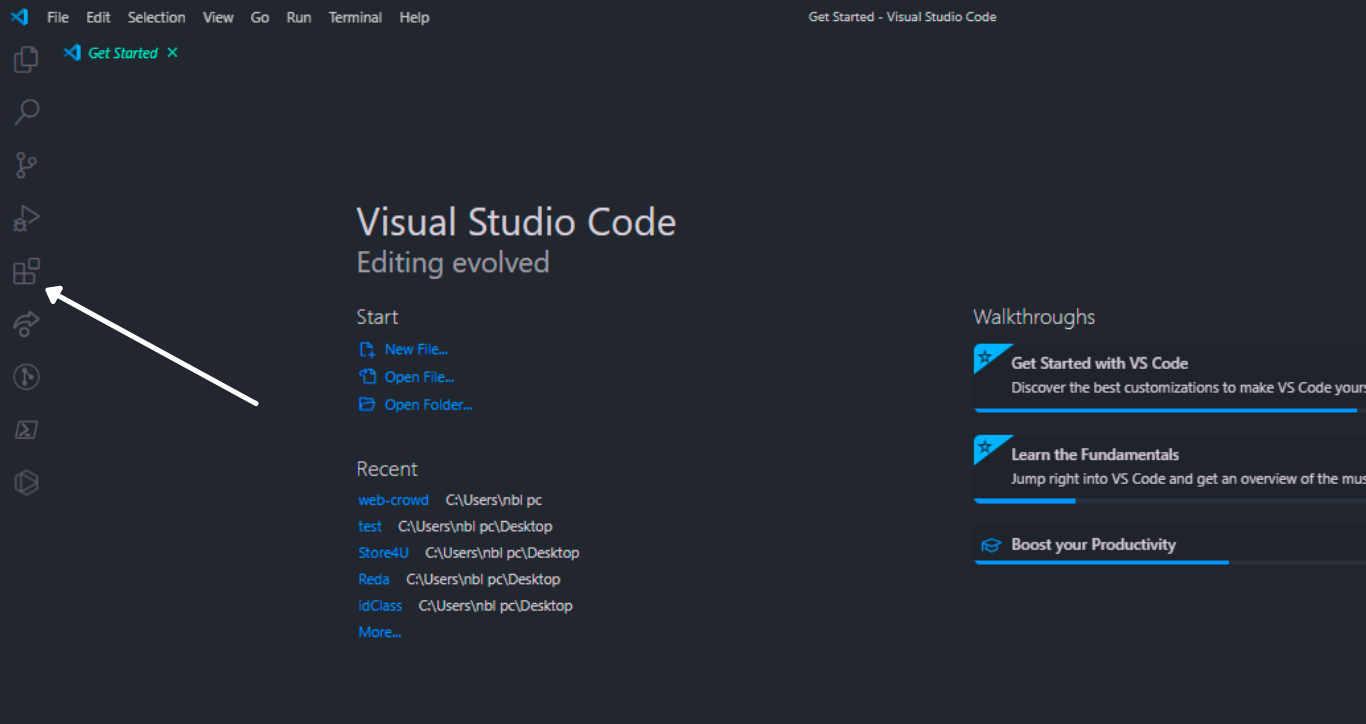 File Edit Selection View Go Run Terminal Help
Get Started - Visual Studio Code
Get Started
Visual Studio Code
Editing evolved
Start
New File...
Open File...
Open Folder...
Recent
web-crowd C:\Users\nbl pc
test C:\Users\nbl pc\Desktop
Store4U C:\Users\nbl pc\Desktop
Reda C:\Users\nbl pc\Desktop
idClass C:\Users\nbl pc\Desktop
More...
Walkthroughs
Get Started with VS Code
Discover the best customizations to make VS Code yours
Learn the Fundamentals
Jump right into VS Code and get an overview of the mus
Boost your Productivity